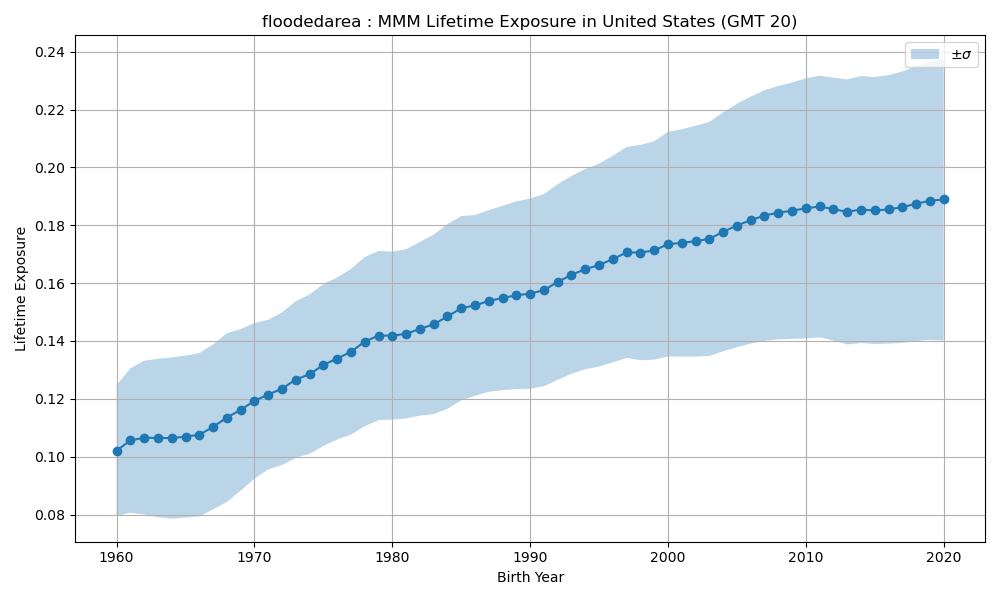 floodedarea : MMM Lifetime Exposure in United States (GMT 20)
±σ
Lifetime Exposure
0.24
0.22
0.20
0.18
0.16
0.14
0.12
0.10
0.08
1960 1970 1980 1990 2000 2010 2020
Birth Year